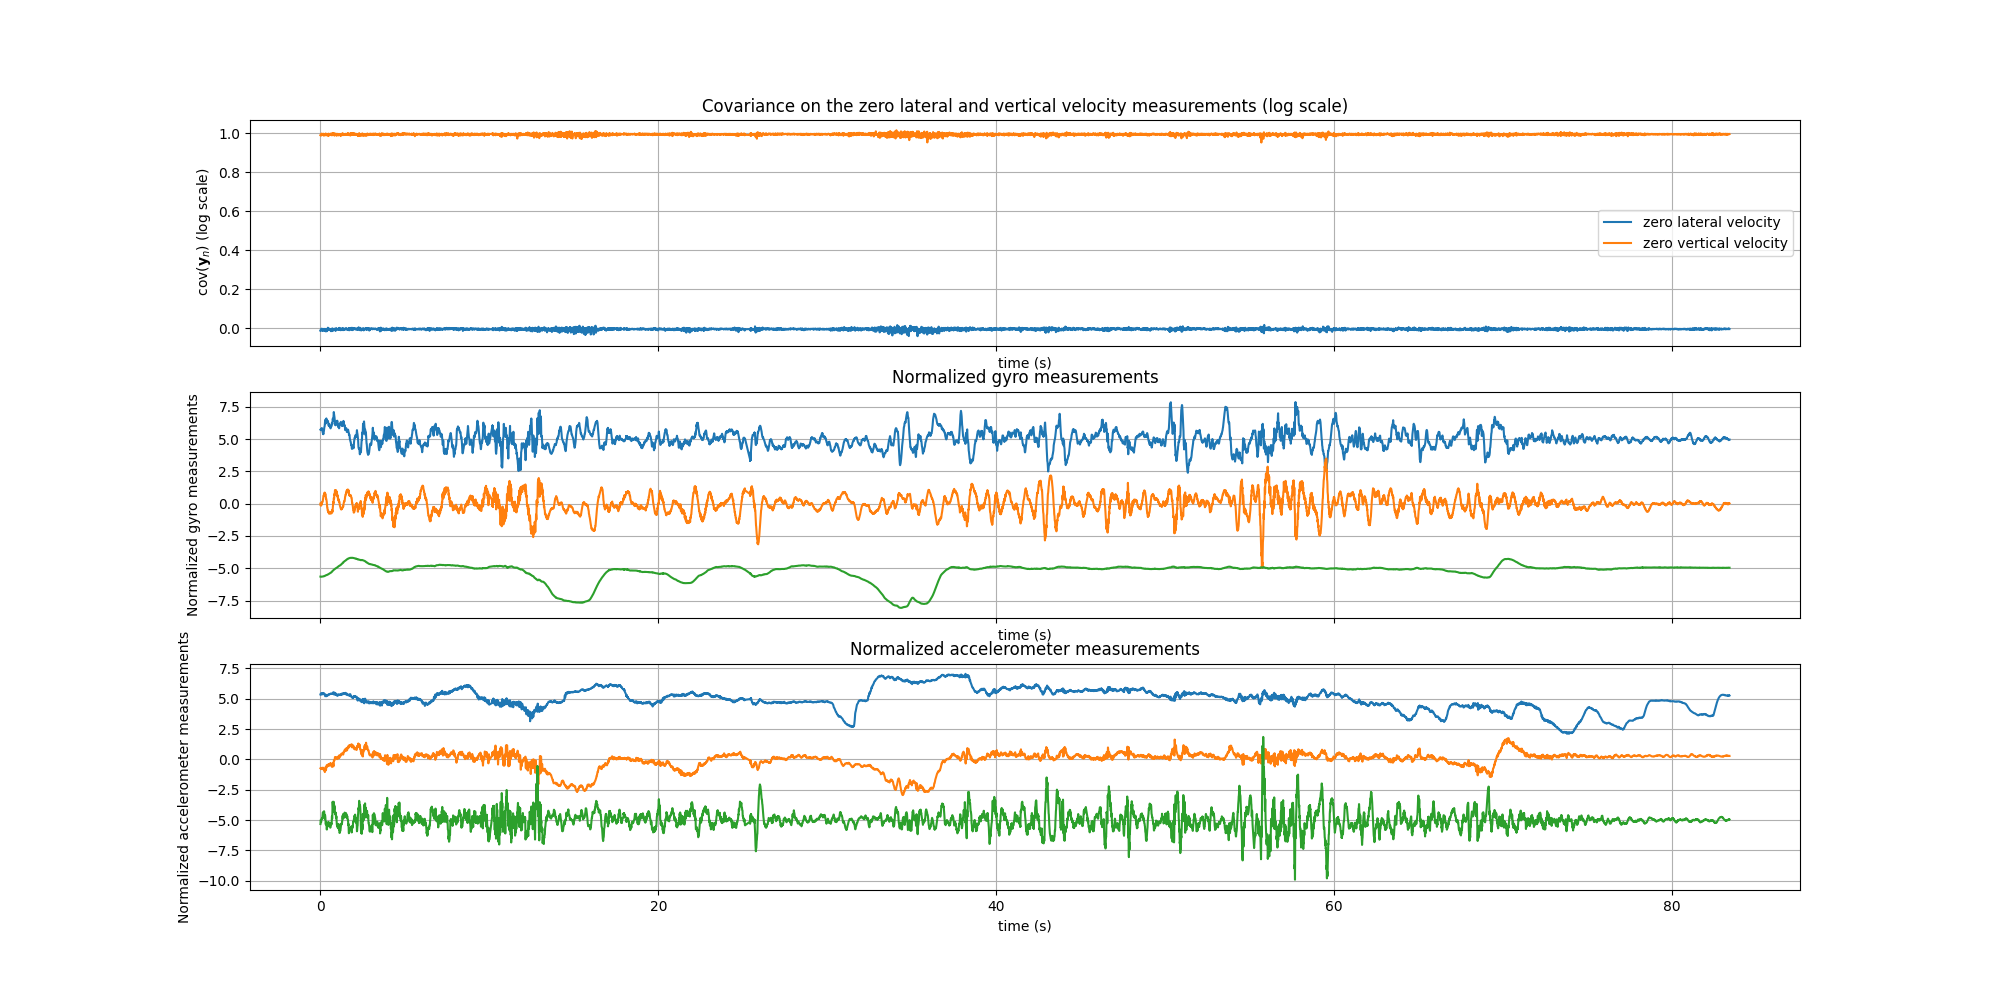 Covariance on the zero lateral and vertical velocity measurements (log scale)
cov(𝐲ₙ) (log scale)
1.0
0.8
0.6
0.4
0.2
0.0
zero lateral velocity
zero vertical velocity
time (s)
Normalized gyro measurements
Normalized gyro measurements
7.5
5.0
2.5
0.0
−2.5
−5.0
−7.5
time (s)
Normalized accelerometer measurements
Normalized accelerometer measurements
7.5
5.0
2.5
0.0
−2.5
−5.0
−7.5
−10.0
0 20 40 60 80
time (s)